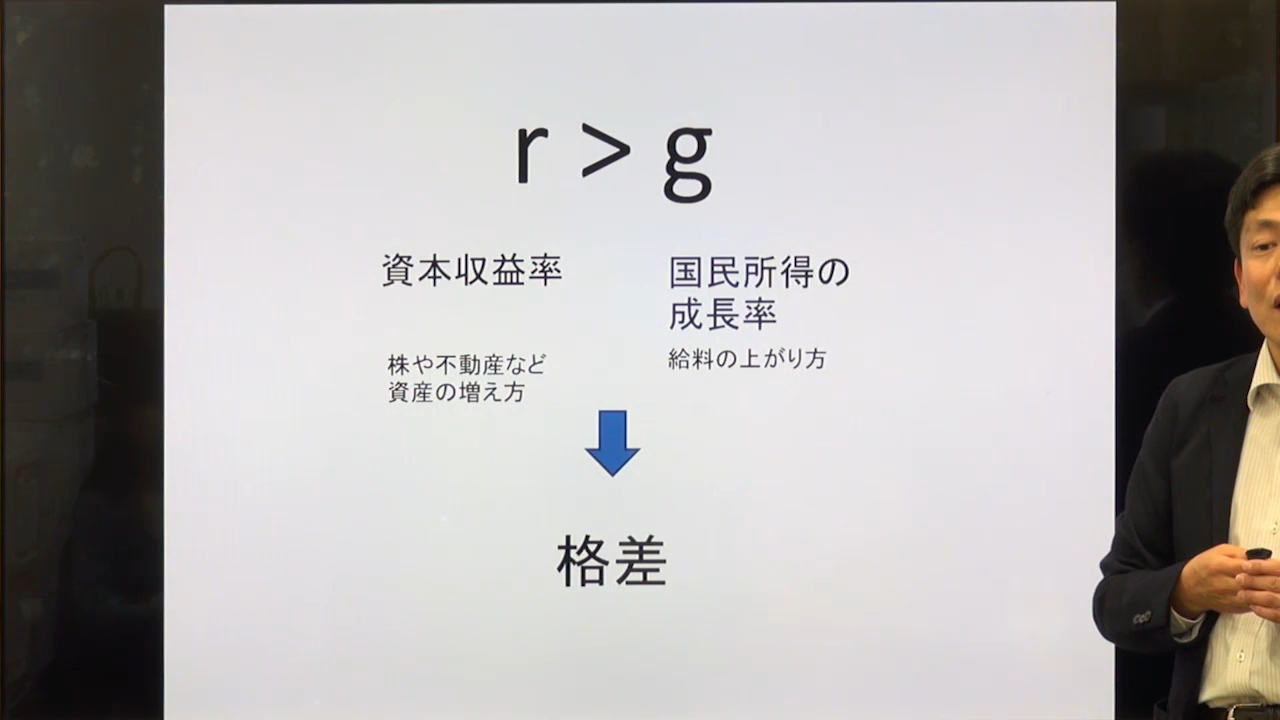 r > g
資本収益率
国民所得の
成長率
株や不動産など
資産の増え方
給料の上がり方
格差